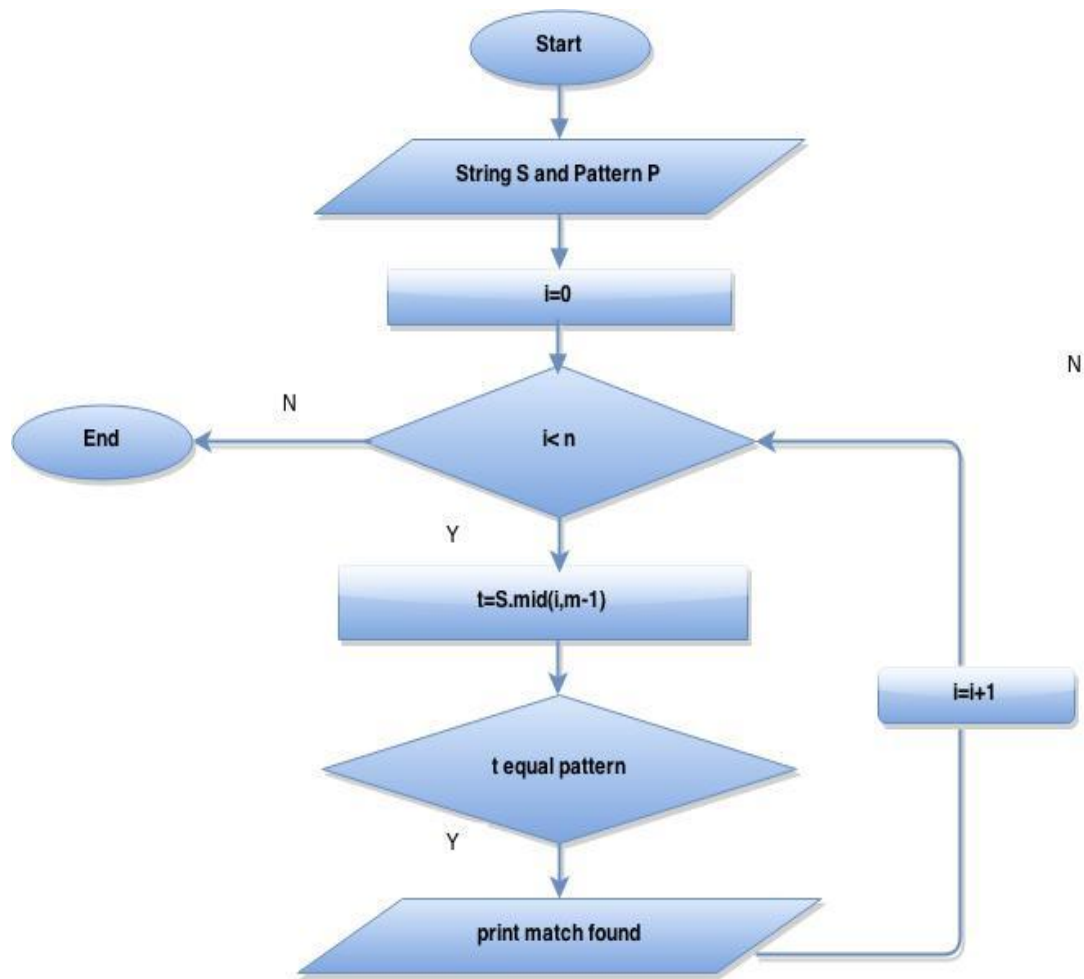 Start
String S and Pattern P
i=0
N
N
End
i< n
Y
t=S.mid(i,m-1)
i=i+1
t equal pattern
Y
print match found